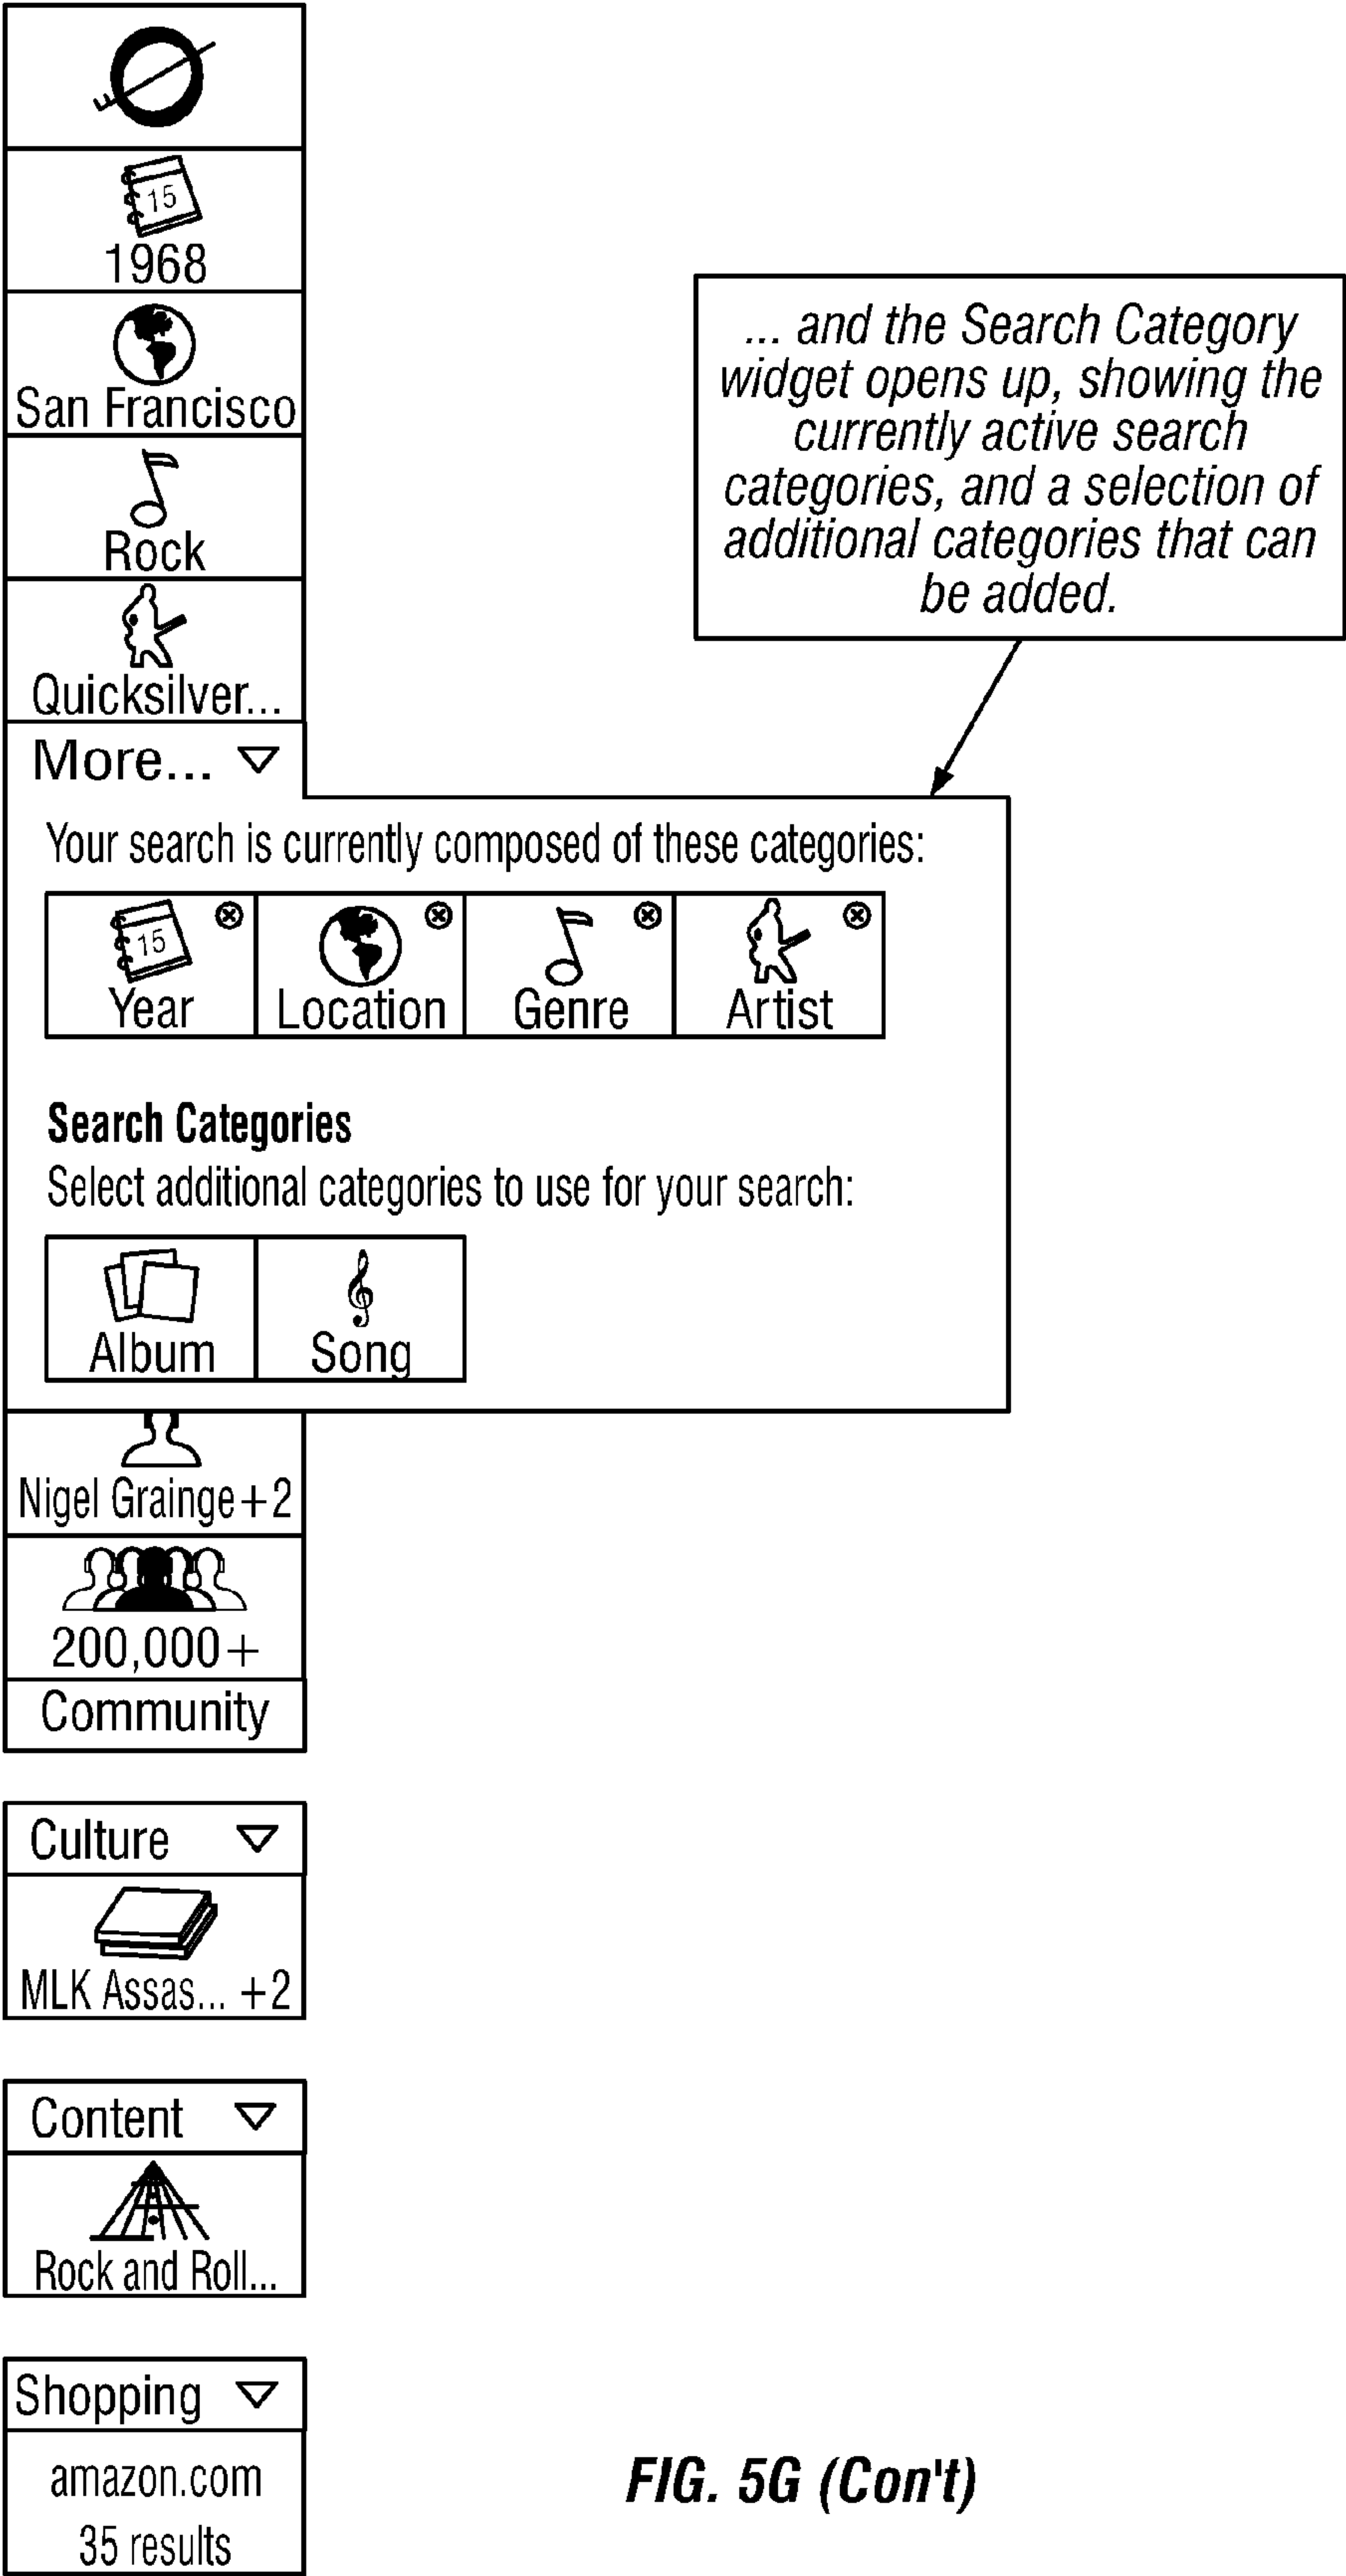 15
1968
San Francisco
Rock
Quicksilver...
... and the Search Category
widget opens up, showing the
currently active search
categories, and a selection of
additional categories that can
be added.
More...
Your search is currently composed of these categories:
15
Year
Location
Genre
Artist
Search Categories
Select additional categories to use for your search:
Album
Song
Nigel Grainge+2
200,000+
Community
Culture
MLK Assas... +2
Content
Rock and Roll...
Shopping
amazon.com
35 results
FIG. 5G (Con't)